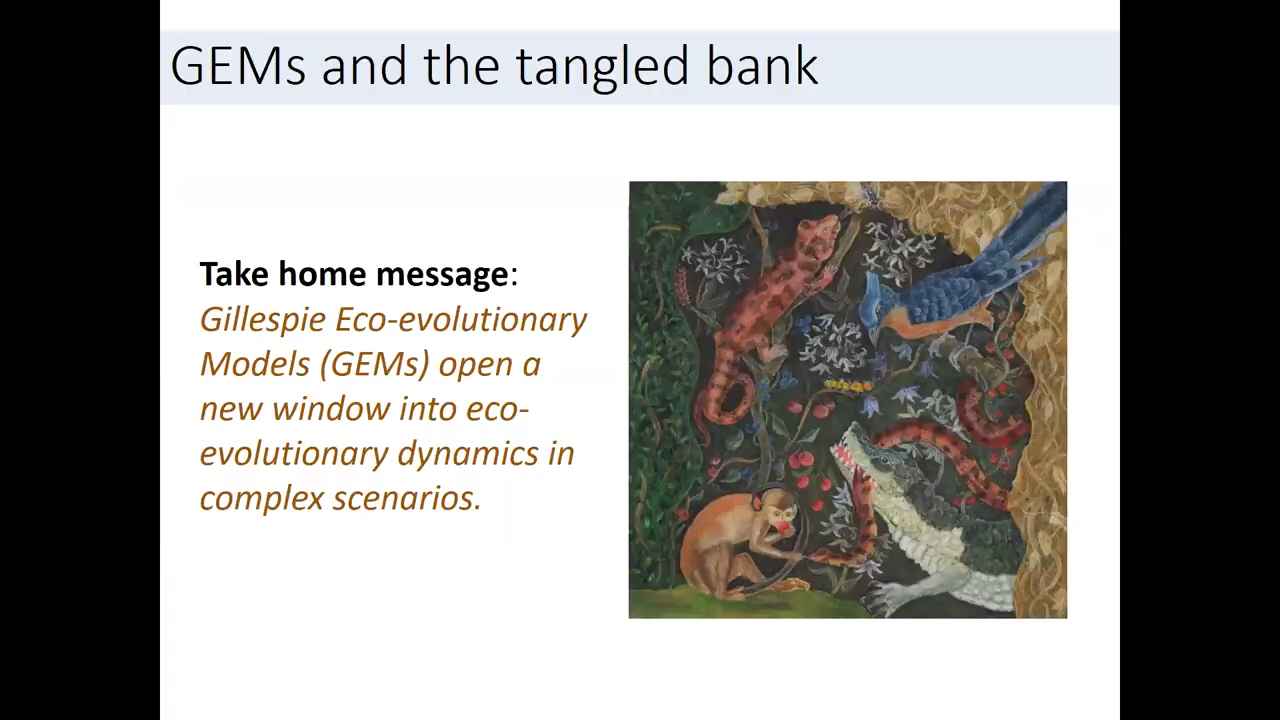 GEMs and the tangled bank
Take home message:
Gillespie Eco-evolutionary
Models (GEMs) open a
new window into eco-
evolutionary dynamics in
complex scenarios.